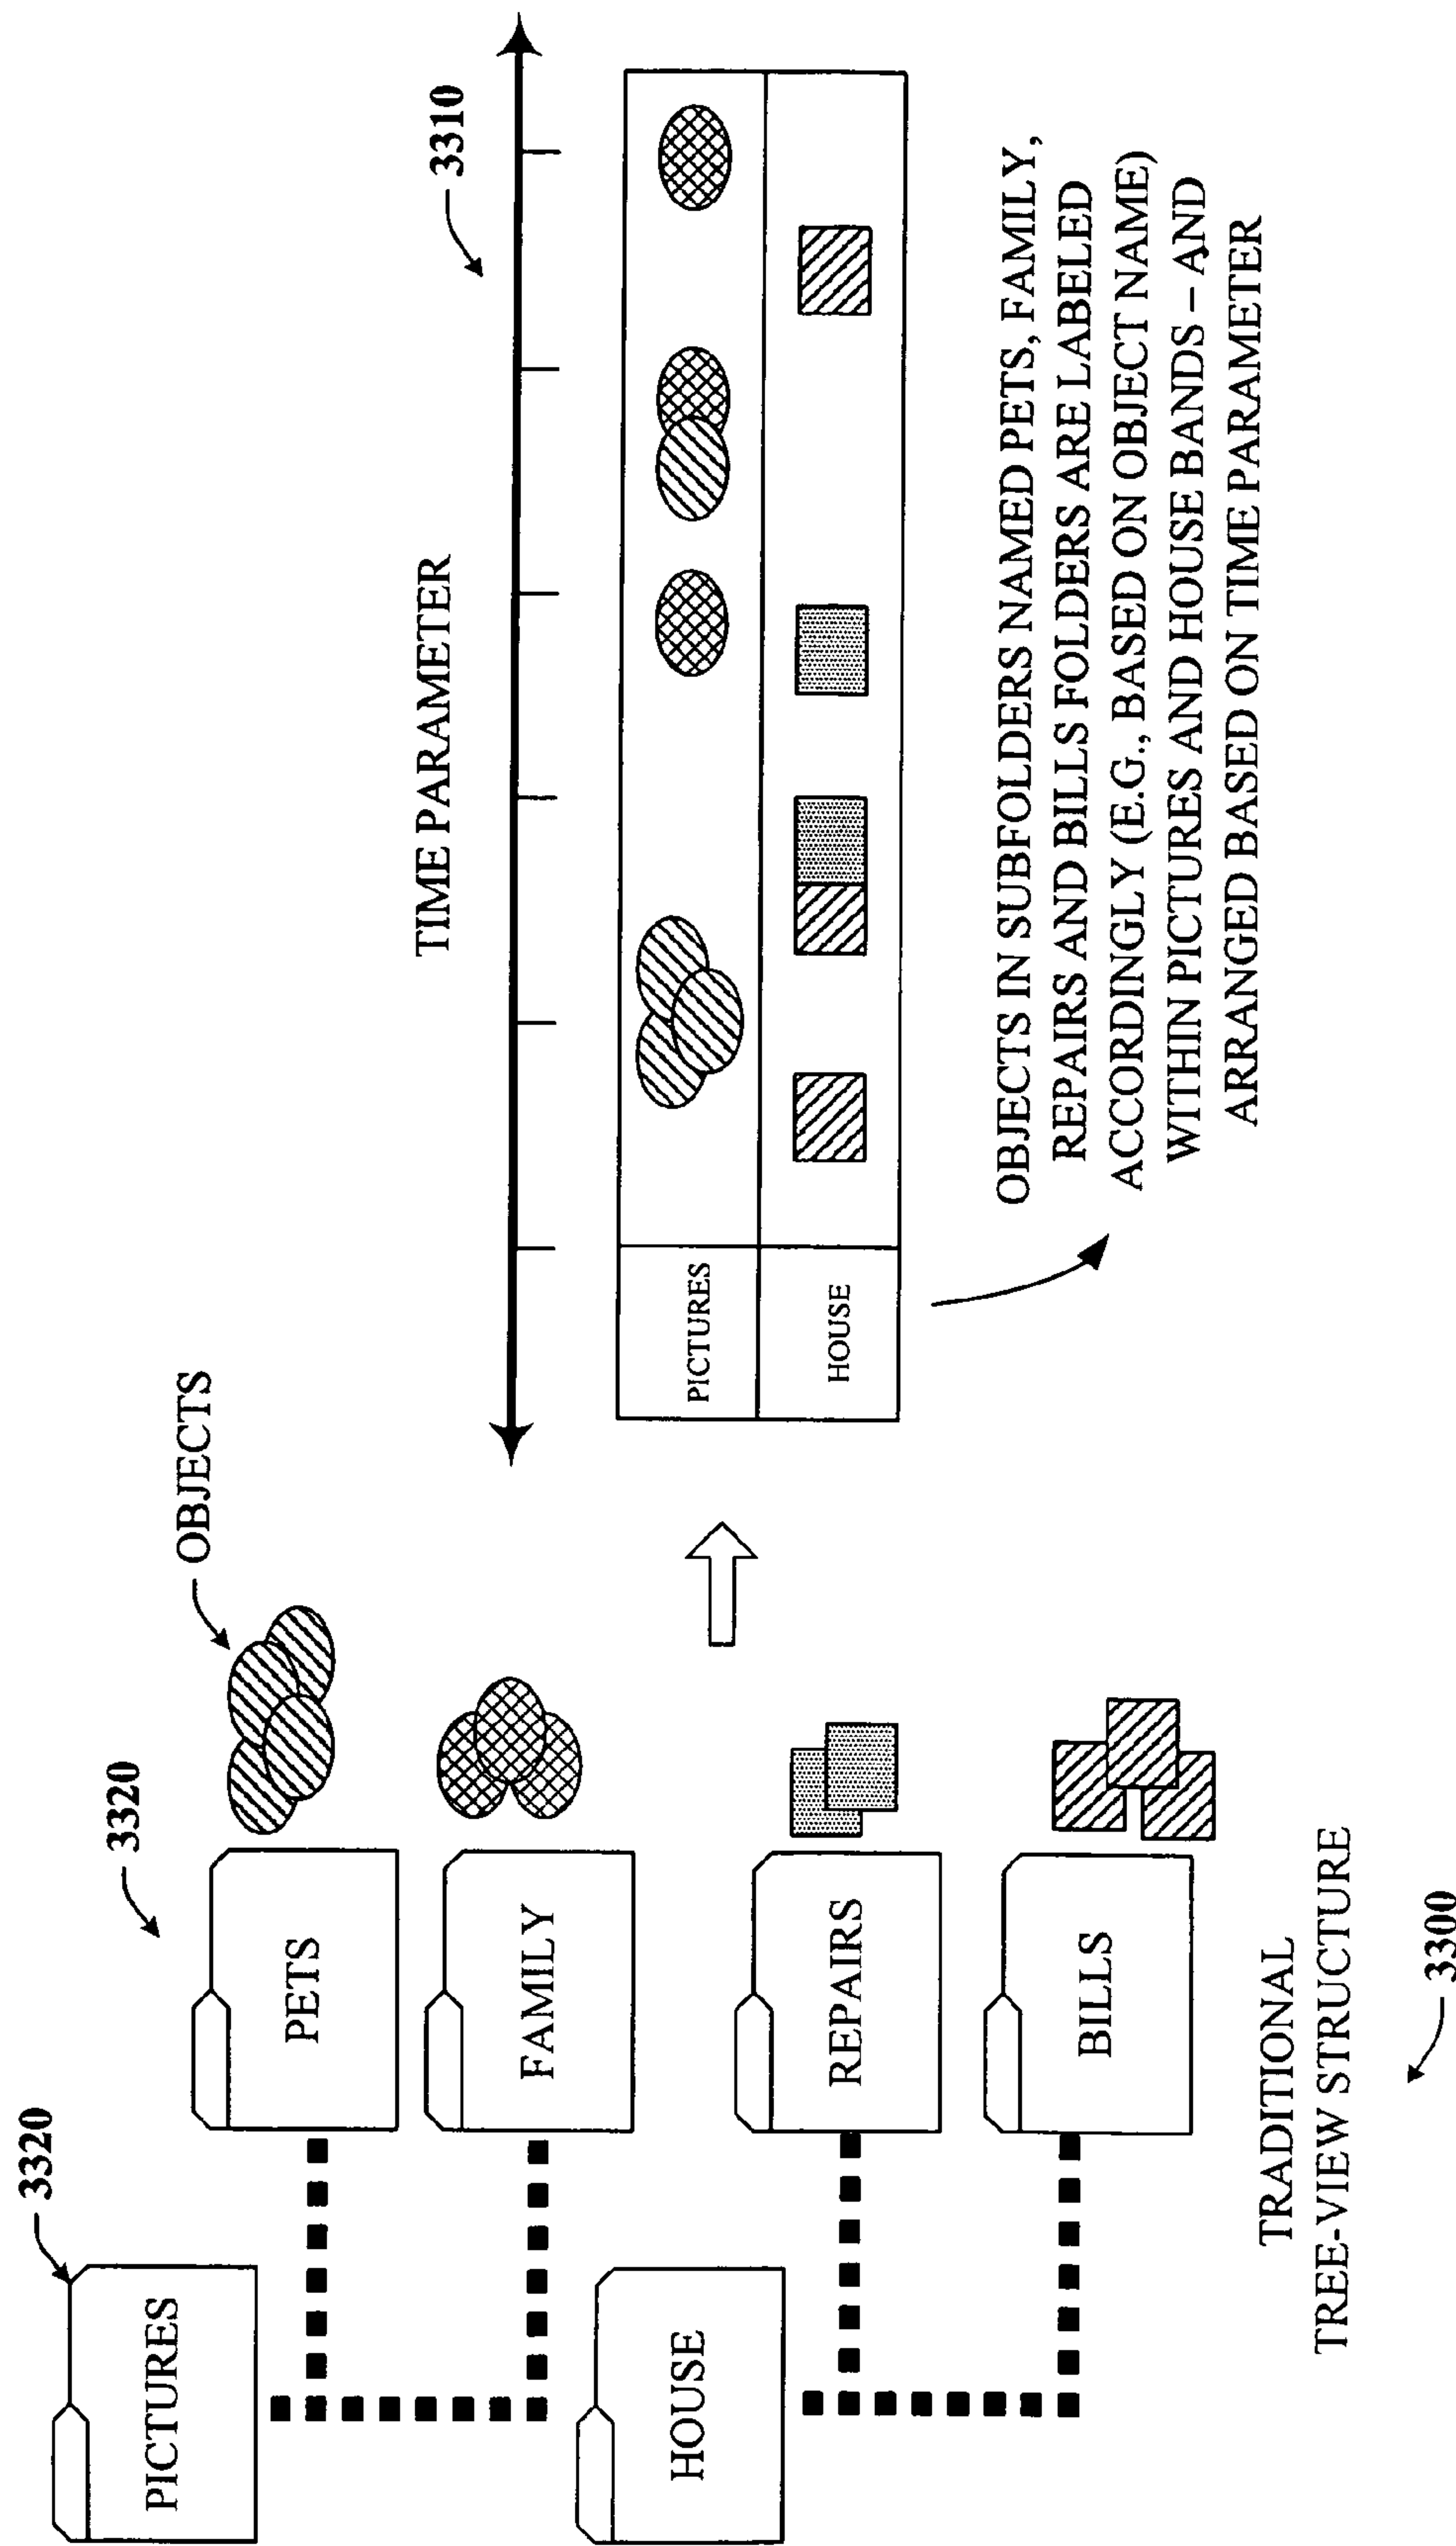 3320
PICTURES
HOUSE
3320
PETS
FAMILY
REPAIRS
BILLS
OBJECTS
TRADITIONAL
TREE-VIEW STRUCTURE
3300
TIME PARAMETER
3310
PICTURES
HOUSE
OBJECTS IN SUBFOLDERS NAMED PETS, FAMILY,
REPAIRS AND BILLS FOLDERS ARE LABELED
ACCORDINGLY (E.G., BASED ON OBJECT NAME)
WITHIN PICTURES AND HOUSE BANDS – AND
ARRANGED BASED ON TIME PARAMETER